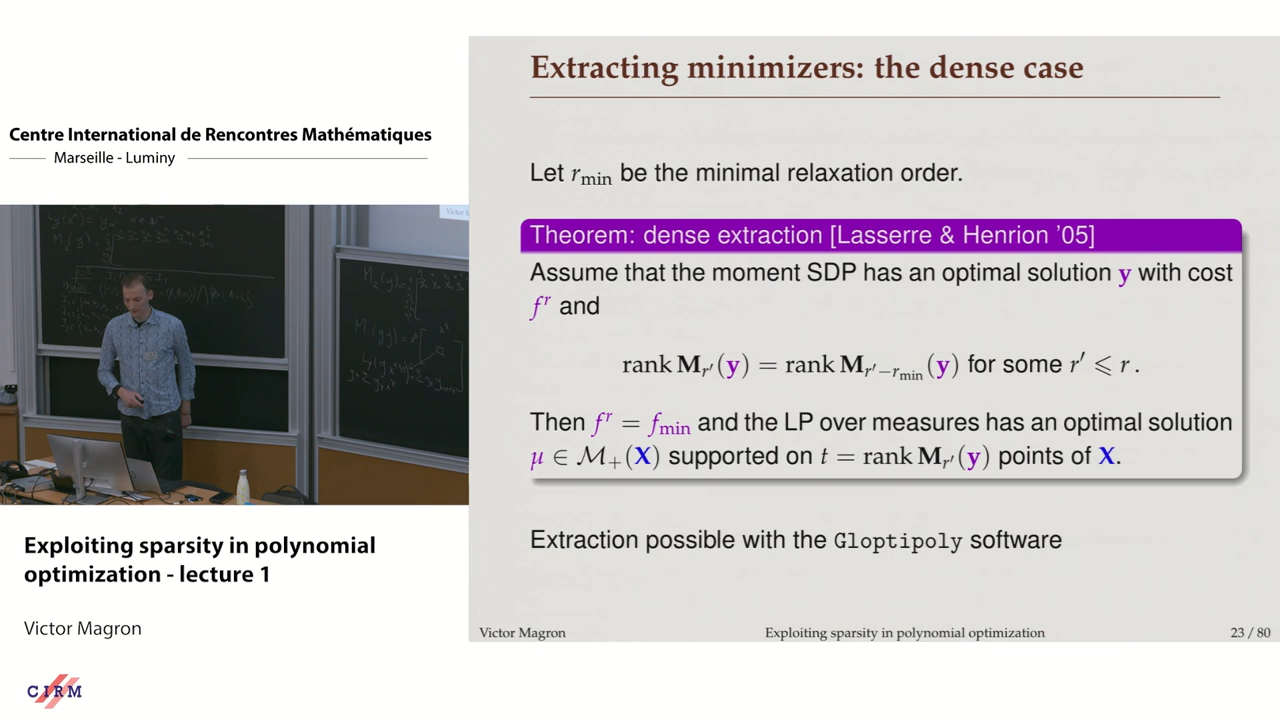 Centre International de Rencontres Mathématiques
Marseille - Luminy
Exploiting sparsity in polynomial
optimization - lecture 1
Victor Magron
CIRM
Extracting minimizers: the dense case
Let r_min be the minimal relaxation order.
Theorem: dense extraction [Lasserre & Henrion '05]
Assume that the moment SDP has an optimal solution y with cost
f^r and
rank M_{r'}(y) = rank M_{r'−r_min}(y) for some r' ⩽ r.
Then f^r = f_min and the LP over measures has an optimal solution
μ ∈ M_+(X) supported on t = rank M_{r'}(y) points of X.
Extraction possible with the Gloptipoly software
Victor Magron
Exploiting sparsity in polynomial optimization
23 / 80